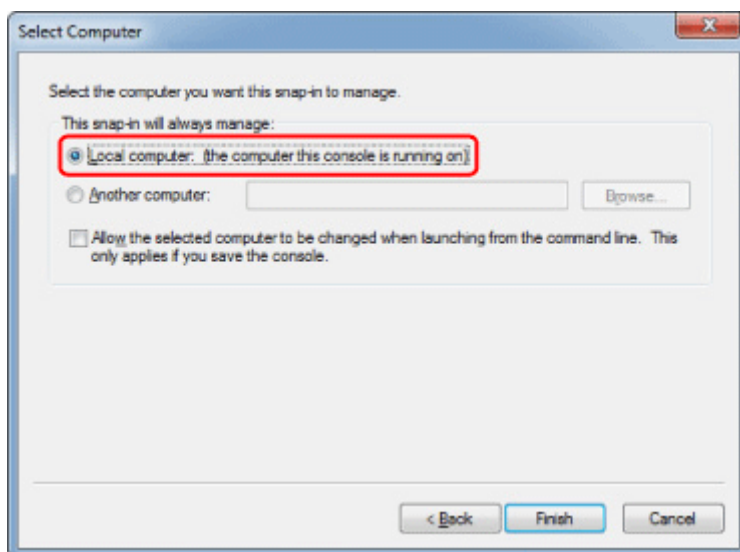 Select Computer
Select the computer you want this snap-in to manage.
This snap-in will always manage:
Local computer: (the computer this console is running on)
Another computer:
Browse...
Allow the selected computer to be changed when launching from the command line. This
only applies if you save the console.
< Back
Finish
Cancel